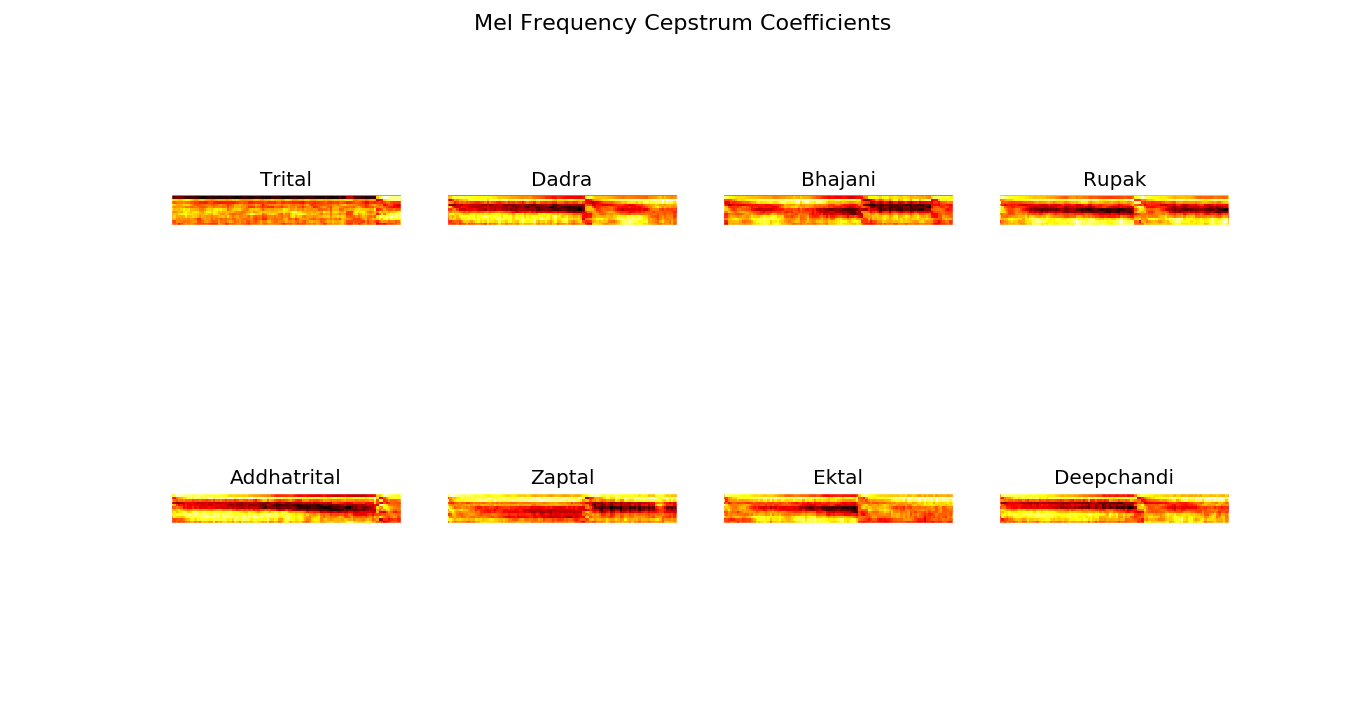 Mel Frequency Cepstrum Coefficients
Trital
Dadra
Bhajani
Rupak
Addhatrital
Zaptal
Ektal
Deepchandi